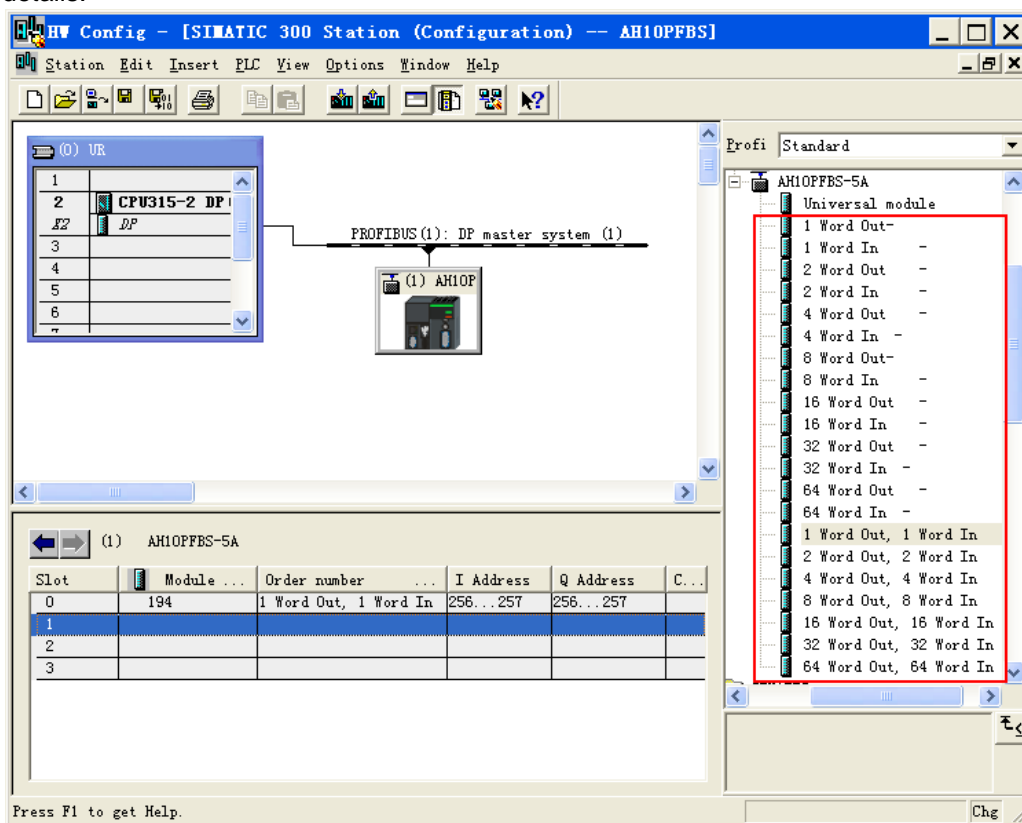 details.
HW Config - [SIMATIC 300 Station (Configuration) -- AH10PFBS]
Station Edit Insert PLC View Options Window Help
(0) UR
1
2 CPU315-2 DP
X2 DP
3
4
5
6
7
PROFIBUS(1): DP master system (1)
(1) AH10P
Profi Standard
AH10PFBS-5A
Universal module
1 Word Out-
1 Word In -
2 Word Out -
2 Word In -
4 Word Out -
4 Word In -
8 Word Out-
8 Word In -
16 Word Out -
16 Word In -
32 Word Out -
32 Word In -
64 Word Out -
64 Word In -
1 Word Out, 1 Word In
2 Word Out, 2 Word In
4 Word Out, 4 Word In
8 Word Out, 8 Word In
16 Word Out, 16 Word In
32 Word Out, 32 Word In
64 Word Out, 64 Word In
(1) AH10PFBS-5A
Slot Module ... Order number ... I Address Q Address C...
0 194 1 Word Out, 1 Word In 256...257 256...257
1
2
3
Press F1 to get Help.
Chg